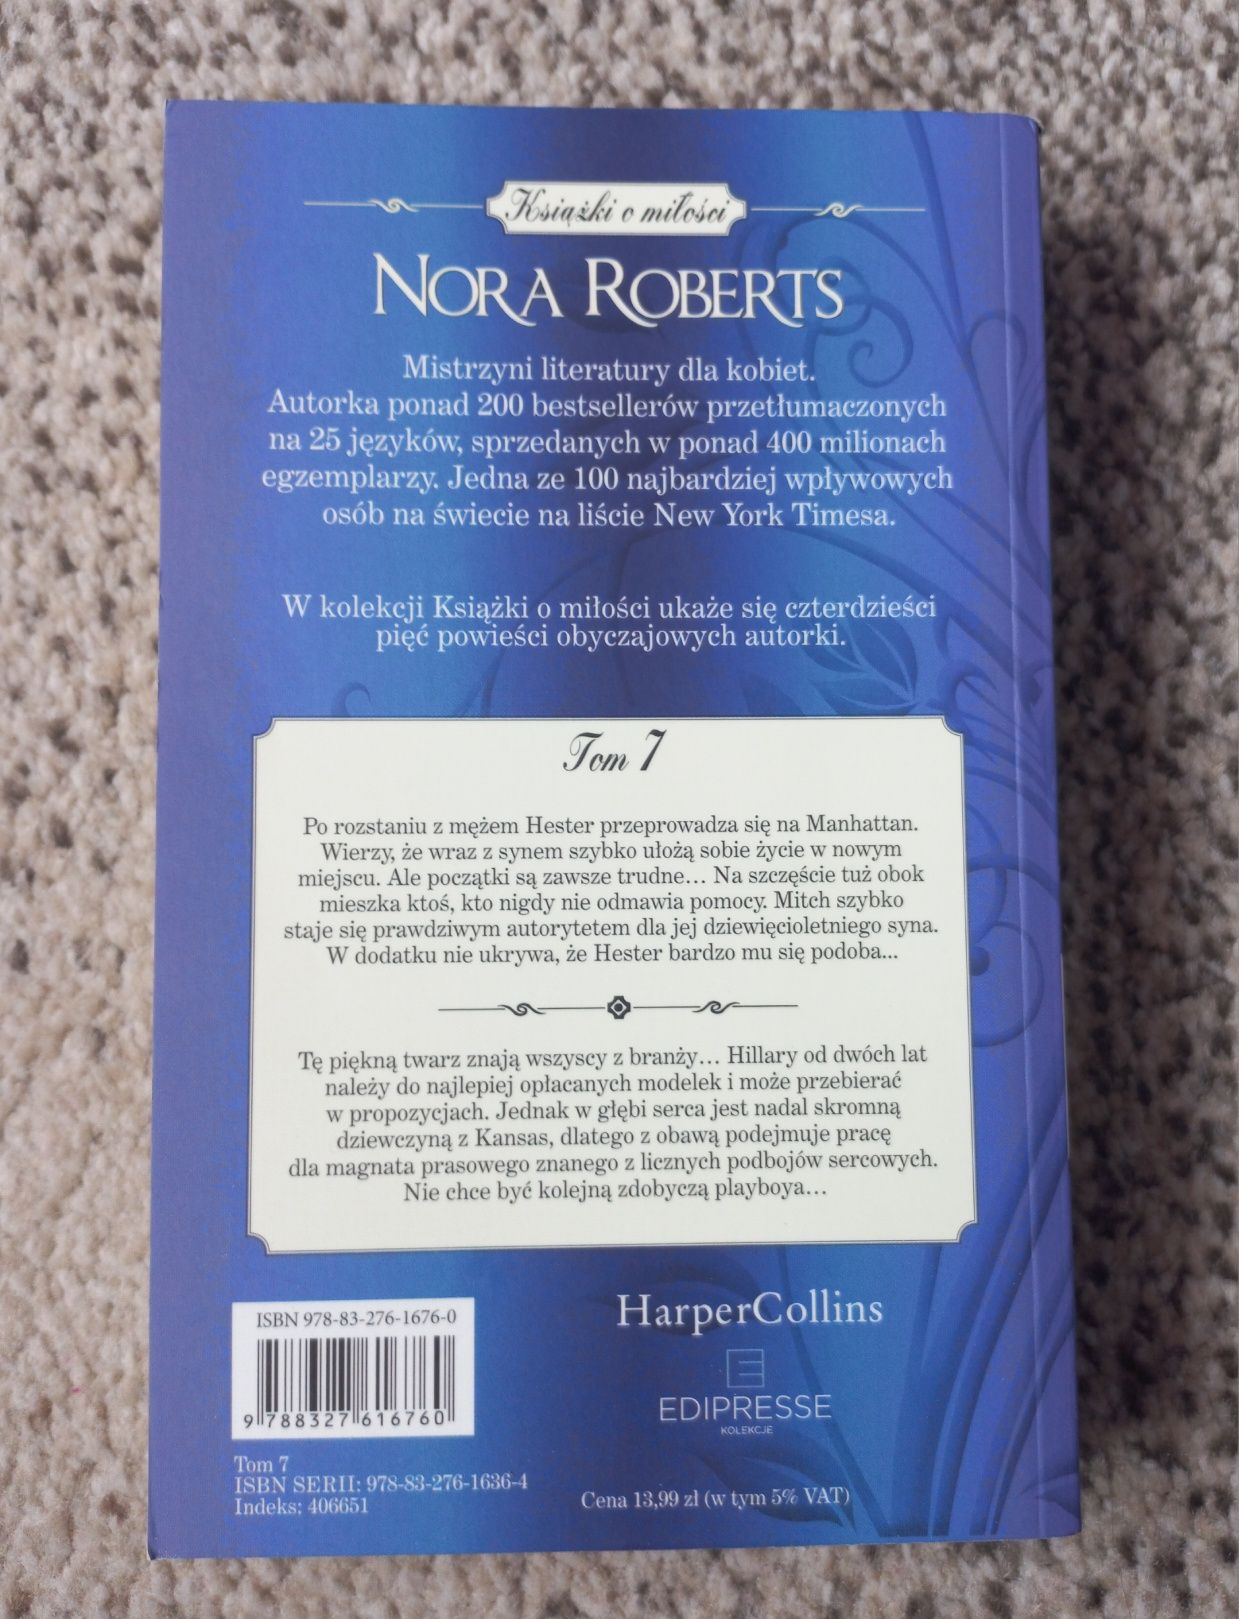 Książki o miłości
NORA ROBERTS
Mistrzyni literatury dla kobiet.
Autorka ponad 200 bestsellerów przetłumaczonych
na 25 języków, sprzedanych w ponad 400 milionach
egzemplarzy. Jedna ze 100 najbardziej wpływowych
osób na świecie na liście New York Timesa.
W kolekcji Książki o miłości ukaże się czterdzieści
pięć powieści obyczajowych autorki.
Tom 7
Po rozstaniu z mężem Hester przeprowadza się na Manhattan.
Wierzy, że wraz z synem szybko ułożą sobie życie w nowym
miejscu. Ale początki są zawsze trudne... Na szczęście tuż obok
mieszka ktoś, kto nigdy nie odmawia pomocy. Mitch szybko
staje się prawdziwym autorytetem dla jej dziewięcioletniego syna.
W dodatku nie ukrywa, że Hester bardzo mu się podoba...
Tę piękną twarz znają wszyscy z branży... Hillary od dwóch lat
należy do najlepiej opłacanych modelek i może przebierać
w propozycjach. Jednak w głębi serca jest nadal skromną
dziewczyną z Kansas, dlatego z obawą podejmuje pracę
dla magnata prasowego znanego z licznych podbojów sercowych.
Nie chce być kolejną zdobyczą playboya...
ISBN 978-83-276-1676-0
9 788327 616760
HarperCollins
EDIPRESSE
KOLEKCJE
Tom 7
ISBN SERII: 978-83-276-1636-4
Indeks: 406651
Cena 13,99 zł (w tym 5% VAT)